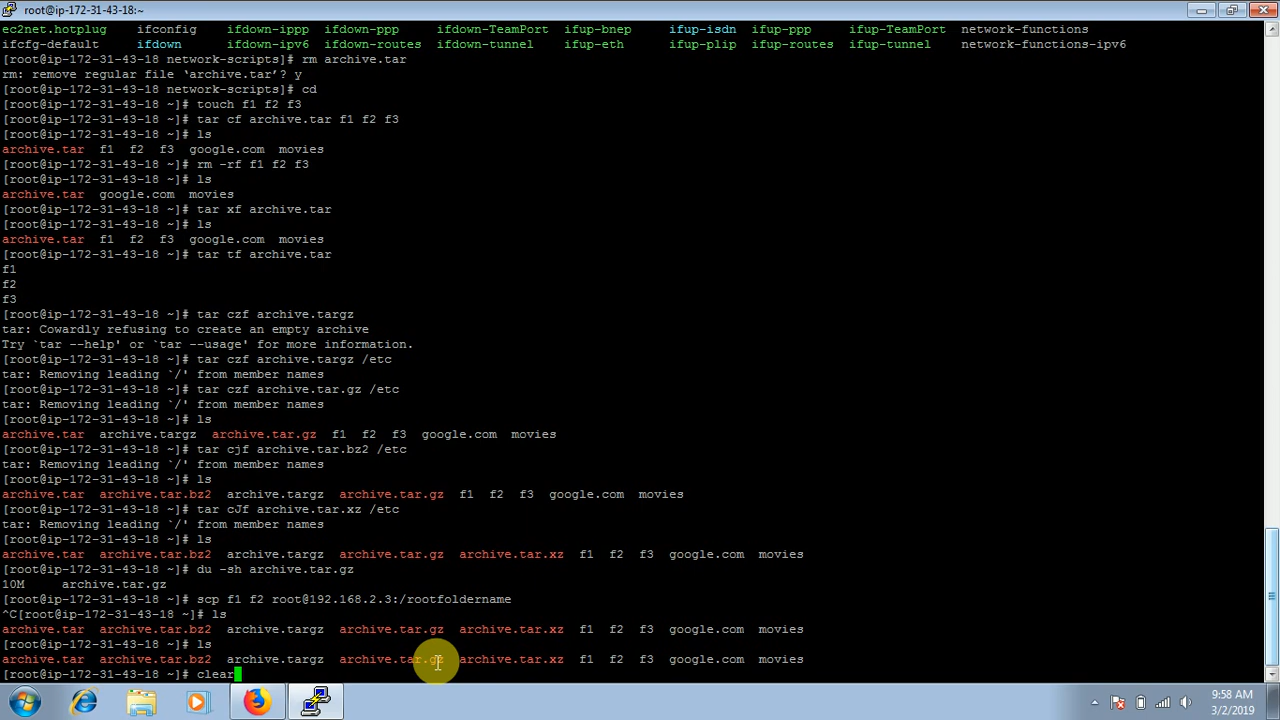 root@ip-172-31-43-18:~
ec2net.hotplug    ifconfig    ifdown-ippp  ifdown-ppp     ifdown-TeamPort  ifup-bnep  ifup-isdn  ifup-ppp     ifup-TeamPort  network-functions
ifcfg-default     ifdown      ifdown-ipv6  ifdown-routes  ifdown-tunnel    ifup-eth   ifup-plip  ifup-routes  ifup-tunnel    network-functions-ipv6
[root@ip-172-31-43-18 network-scripts]# rm archive.tar
rm: remove regular file ‘archive.tar’? y
[root@ip-172-31-43-18 network-scripts]# cd
[root@ip-172-31-43-18 ~]# touch f1 f2 f3
[root@ip-172-31-43-18 ~]# tar cf archive.tar f1 f2 f3
[root@ip-172-31-43-18 ~]# ls
archive.tar  f1  f2  f3  google.com  movies
[root@ip-172-31-43-18 ~]# rm -rf f1 f2 f3
[root@ip-172-31-43-18 ~]# ls
archive.tar  google.com  movies
[root@ip-172-31-43-18 ~]# tar xf archive.tar
[root@ip-172-31-43-18 ~]# ls
archive.tar  f1  f2  f3  google.com  movies
[root@ip-172-31-43-18 ~]# tar tf archive.tar
f1
f2
f3
[root@ip-172-31-43-18 ~]# tar czf archive.targz
tar: Cowardly refusing to create an empty archive
Try `tar --help' or `tar --usage' for more information.
[root@ip-172-31-43-18 ~]# tar czf archive.targz /etc
tar: Removing leading `/' from member names
[root@ip-172-31-43-18 ~]# tar czf archive.tar.gz /etc
tar: Removing leading `/' from member names
[root@ip-172-31-43-18 ~]# ls
archive.tar  archive.targz  archive.tar.gz  f1  f2  f3  google.com  movies
[root@ip-172-31-43-18 ~]# tar cjf archive.tar.bz2 /etc
tar: Removing leading `/' from member names
[root@ip-172-31-43-18 ~]# ls
archive.tar  archive.tar.bz2  archive.targz  archive.tar.gz  f1  f2  f3  google.com  movies
[root@ip-172-31-43-18 ~]# tar cJf archive.tar.xz /etc
tar: Removing leading `/' from member names
[root@ip-172-31-43-18 ~]# ls
archive.tar  archive.tar.bz2  archive.targz  archive.tar.gz  archive.tar.xz  f1  f2  f3  google.com  movies
[root@ip-172-31-43-18 ~]# du -sh archive.tar.gz
10M     archive.tar.gz
[root@ip-172-31-43-18 ~]# scp f1 f2 root@192.168.2.3:/rootfoldername
^C[root@ip-172-31-43-18 ~]# ls
archive.tar  archive.tar.bz2  archive.targz  archive.tar.gz  archive.tar.xz  f1  f2  f3  google.com  movies
[root@ip-172-31-43-18 ~]# ls
archive.tar  archive.tar.bz2  archive.targz  archive.tar.gz  archive.tar.xz  f1  f2  f3  google.com  movies
[root@ip-172-31-43-18 ~]# clear
9:58 AM
3/2/2019